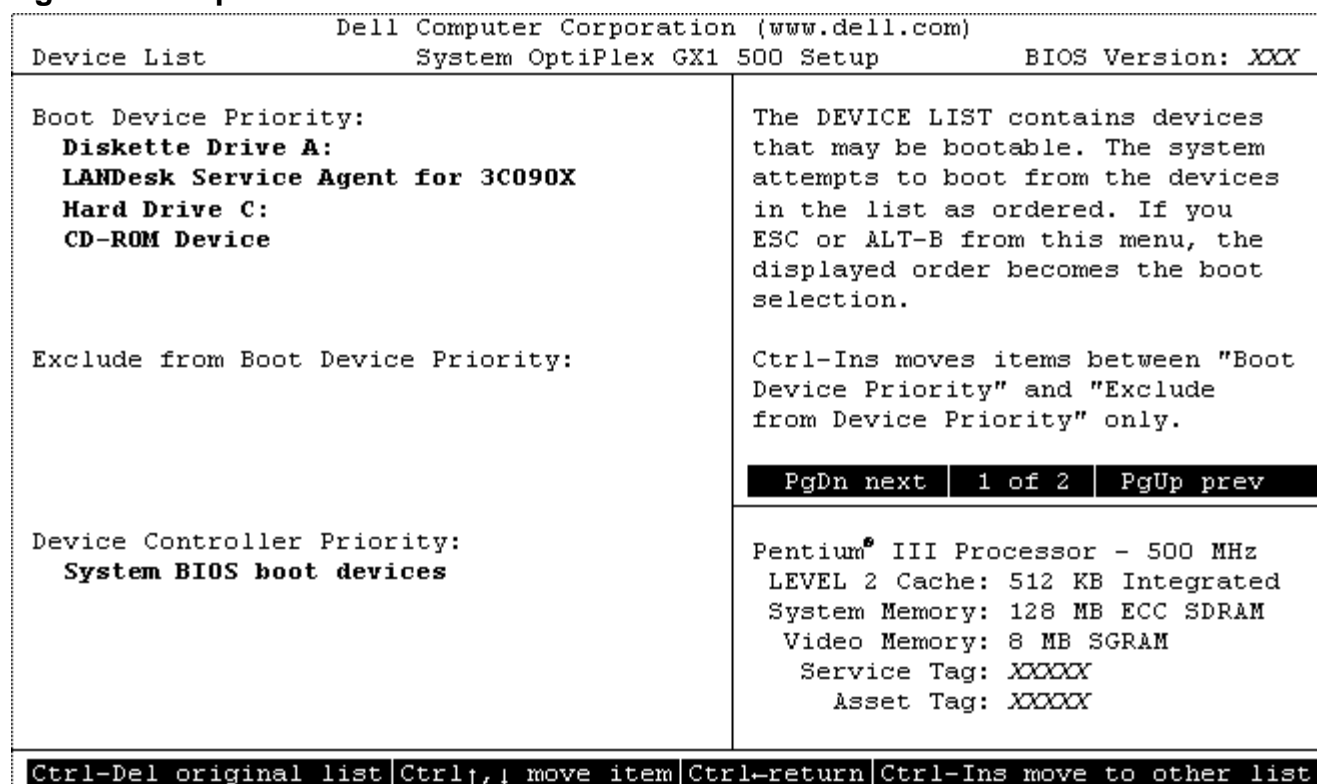 Dell Computer Corporation (www.dell.com)
Device List System OptiPlex GX1 500 Setup BIOS Version: XXX
Boot Device Priority:
Diskette Drive A:
LANDesk Service Agent for 3C090X
Hard Drive C:
CD-ROM Device
Exclude from Boot Device Priority:
Device Controller Priority:
System BIOS boot devices
The DEVICE LIST contains devices
that may be bootable. The system
attempts to boot from the devices
in the list as ordered. If you
ESC or ALT-B from this menu, the
displayed order becomes the boot
selection.
Ctrl-Ins moves items between "Boot
Device Priority" and "Exclude
from Device Priority" only.
PgDn next | 1 of 2 | PgUp prev
Pentium® III Processor - 500 MHz
LEVEL 2 Cache: 512 KB Integrated
System Memory: 128 MB ECC SDRAM
Video Memory: 8 MB SGRAM
Service Tag: XXXXX
Asset Tag: XXXXX
Ctrl-Del original list|Ctrl↑,↓ move item|Ctrl←return|Ctrl-Ins move to other list